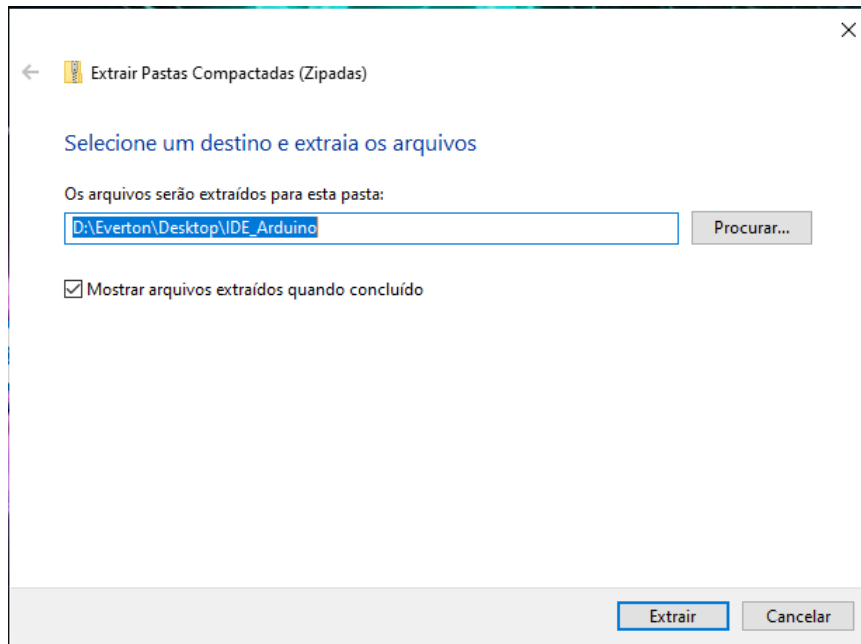 Extrair Pastas Compactadas (Zipadas)
Selecione um destino e extraia os arquivos
Os arquivos serão extraídos para esta pasta:
D:\Everton\Desktop\IDE_Arduino
Procurar...
Mostrar arquivos extraídos quando concluído
Extrair
Cancelar